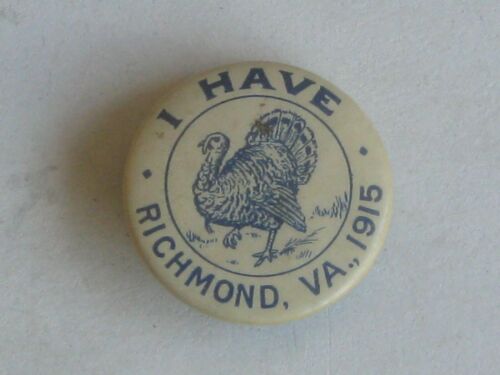 • I HAVE •
RICHMOND, VA., 1915